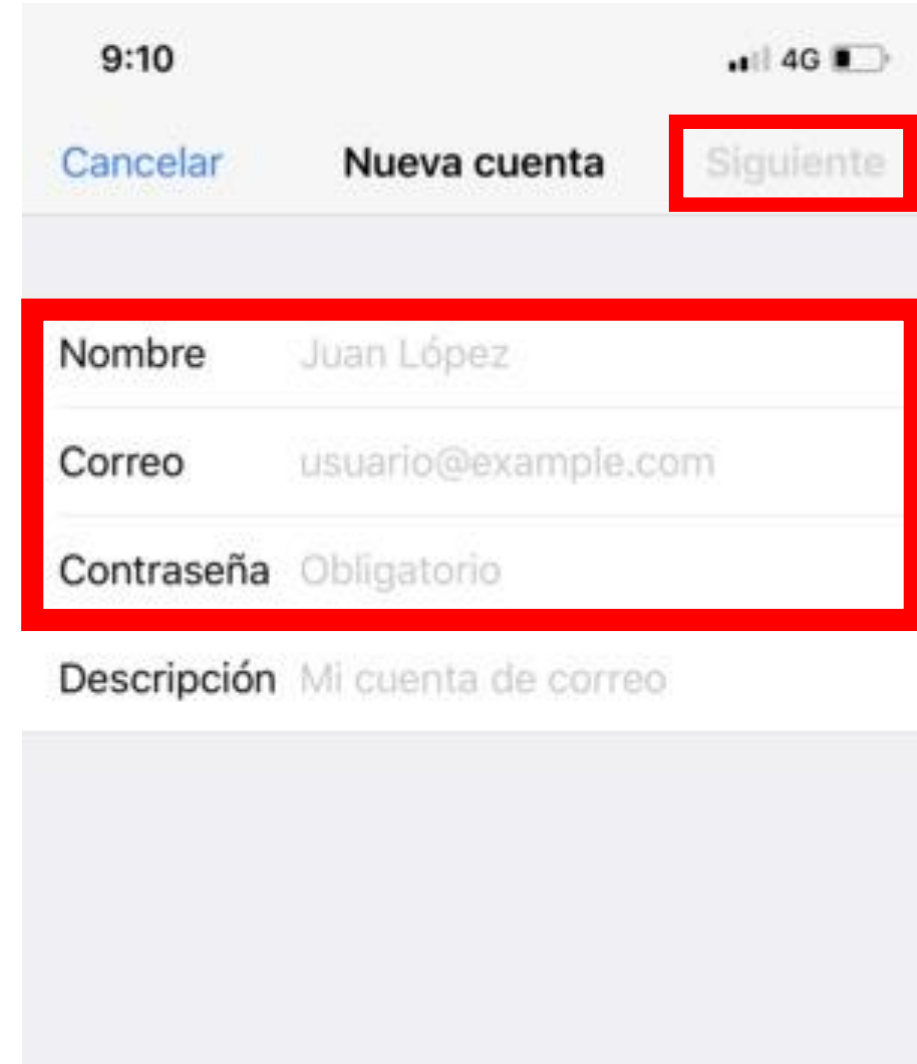 9:10 4G
Cancelar Nueva cuenta Siguiente
Nombre Juan López
Correo usuario@example.com
Contraseña Obligatorio
Descripción Mi cuenta de correo